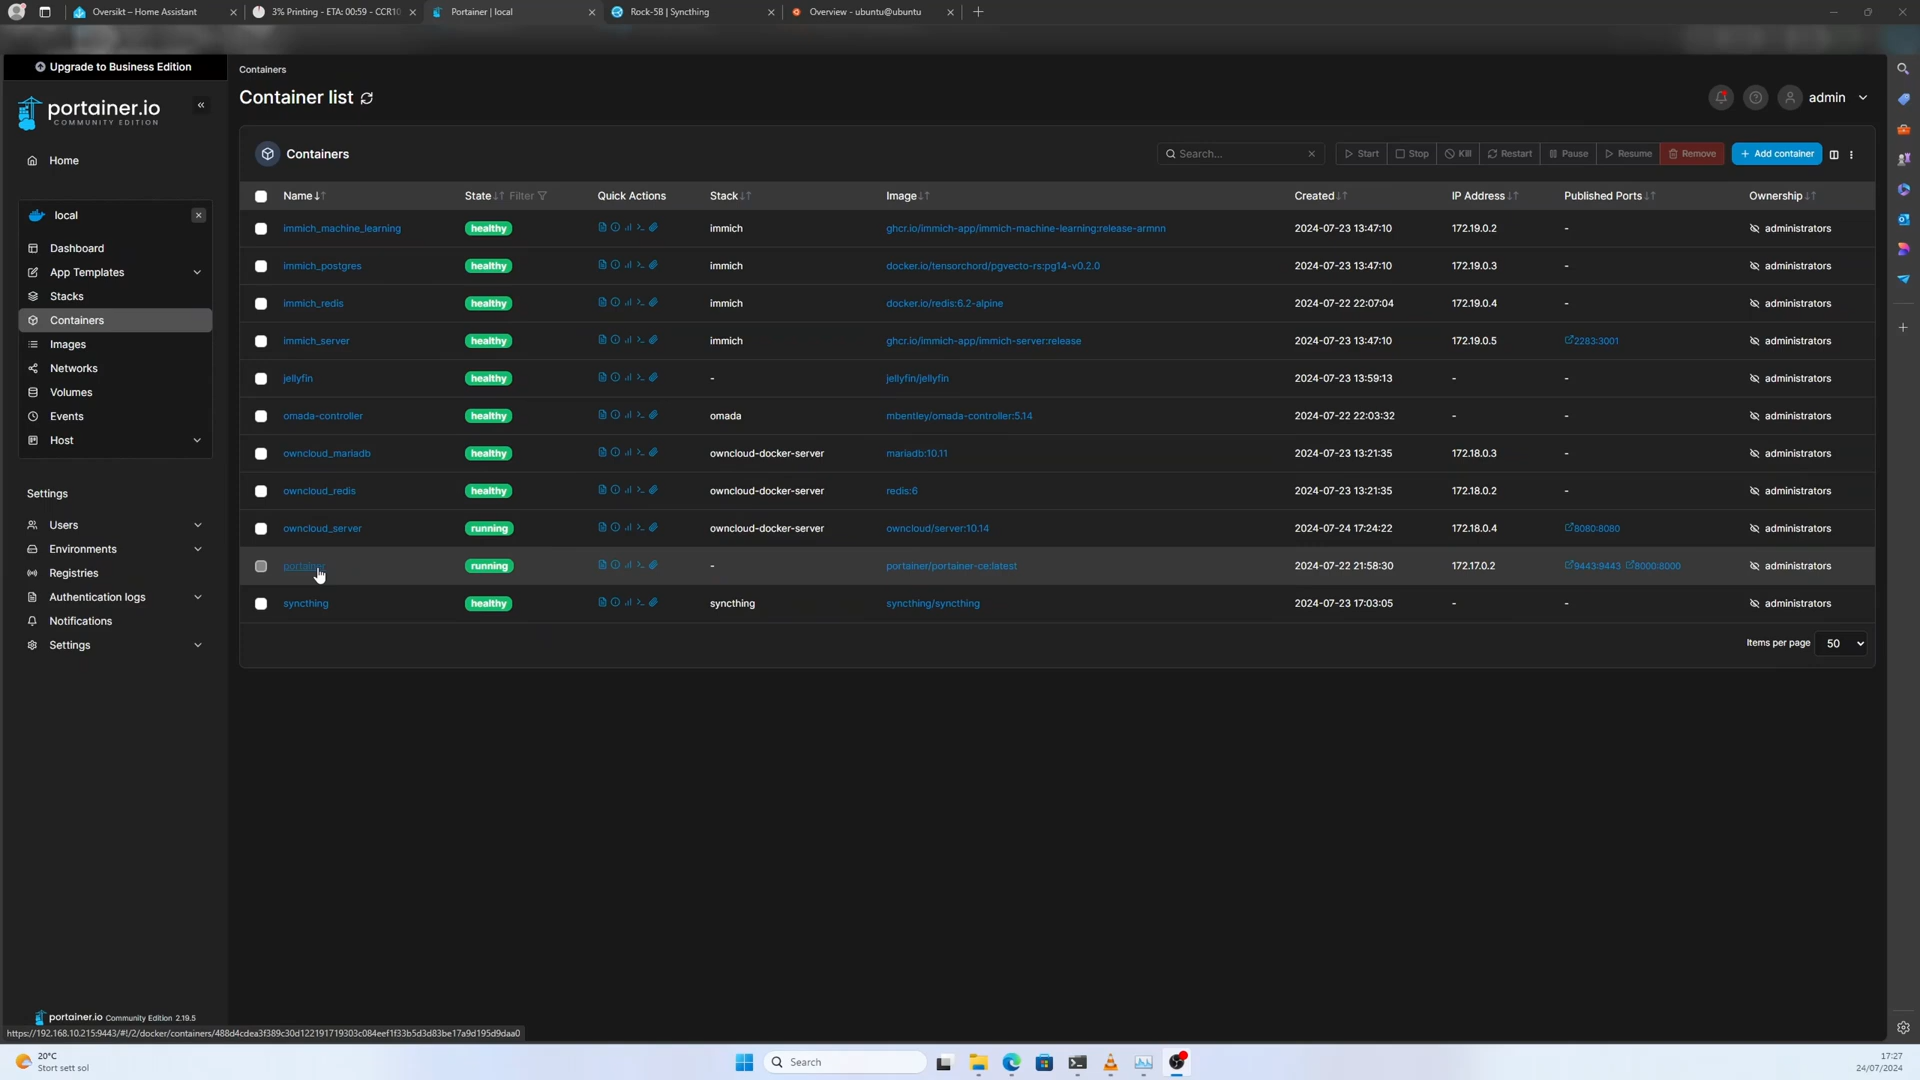 Oversikt – Home Assistant
3% Printing - ETA: 00:59 - CCR10
Portainer | local
Rock-5B | Syncthing
Overview - ubuntu@ubuntu
Upgrade to Business Edition
portainer.io
COMMUNITY EDITION
Home
local
Dashboard
App Templates
Stacks
Containers
Images
Networks
Volumes
Events
Host
Settings
Users
Environments
Registries
Authentication logs
Notifications
Settings
Containers
Container list
admin
Containers
Search...
Start Stop Kill Restart Pause Resume Remove
+ Add container
Name State Filter Quick Actions Stack Image Created IP Address Published Ports Ownership
immich_machine_learning healthy immich ghcr.io/immich-app/immich-machine-learning:release-armnn 2024-07-23 13:47:10 172.19.0.2 - administrators
immich_postgres healthy immich docker.io/tensorchord/pgvecto-rs:pg14-v0.2.0 2024-07-23 13:47:10 172.19.0.3 - administrators
immich_redis healthy immich docker.io/redis:6.2-alpine 2024-07-22 22:07:04 172.19.0.4 - administrators
immich_server healthy immich ghcr.io/immich-app/immich-server:release 2024-07-23 13:47:10 172.19.0.5 2283:3001 administrators
jellyfin healthy - jellyfin/jellyfin 2024-07-23 13:59:13 - - administrators
omada-controller healthy omada mbentley/omada-controller:5.14 2024-07-22 22:03:32 - - administrators
owncloud_mariadb healthy owncloud-docker-server mariadb:10.11 2024-07-23 13:21:35 172.18.0.3 - administrators
owncloud_redis healthy owncloud-docker-server redis:6 2024-07-23 13:21:35 172.18.0.2 - administrators
owncloud_server running owncloud-docker-server owncloud/server:10.14 2024-07-24 17:24:22 172.18.0.4 8080:8080 administrators
portainer running - portainer/portainer-ce:latest 2024-07-22 21:58:30 172.17.0.2 9443:9443 8000:8000 administrators
syncthing healthy syncthing syncthing/syncthing 2024-07-23 17:03:05 - - administrators
Items per page 50
portainer.io Community Edition 2.19.5
https://192.168.10.215:9443/#!/2/docker/containers/488d4cdea3f389c30d122191719303c084eef1f33b5d3d83be17a9d195d9daa0
20°C
Stort sett sol
Search
17:27
24/07/2024